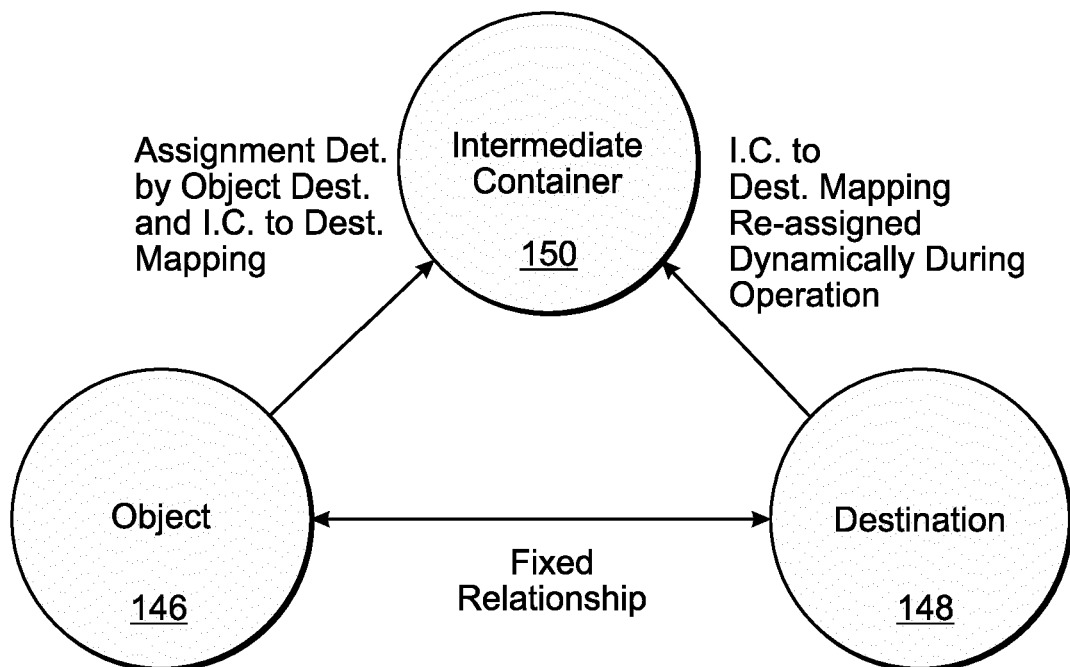 Assignment Det.
by Object Dest.
and I.C. to Dest.
Mapping
Intermediate
Container
150
I.C. to
Dest. Mapping
Re-assigned
Dynamically During
Operation
Object
146
Fixed
Relationship
Destination
148